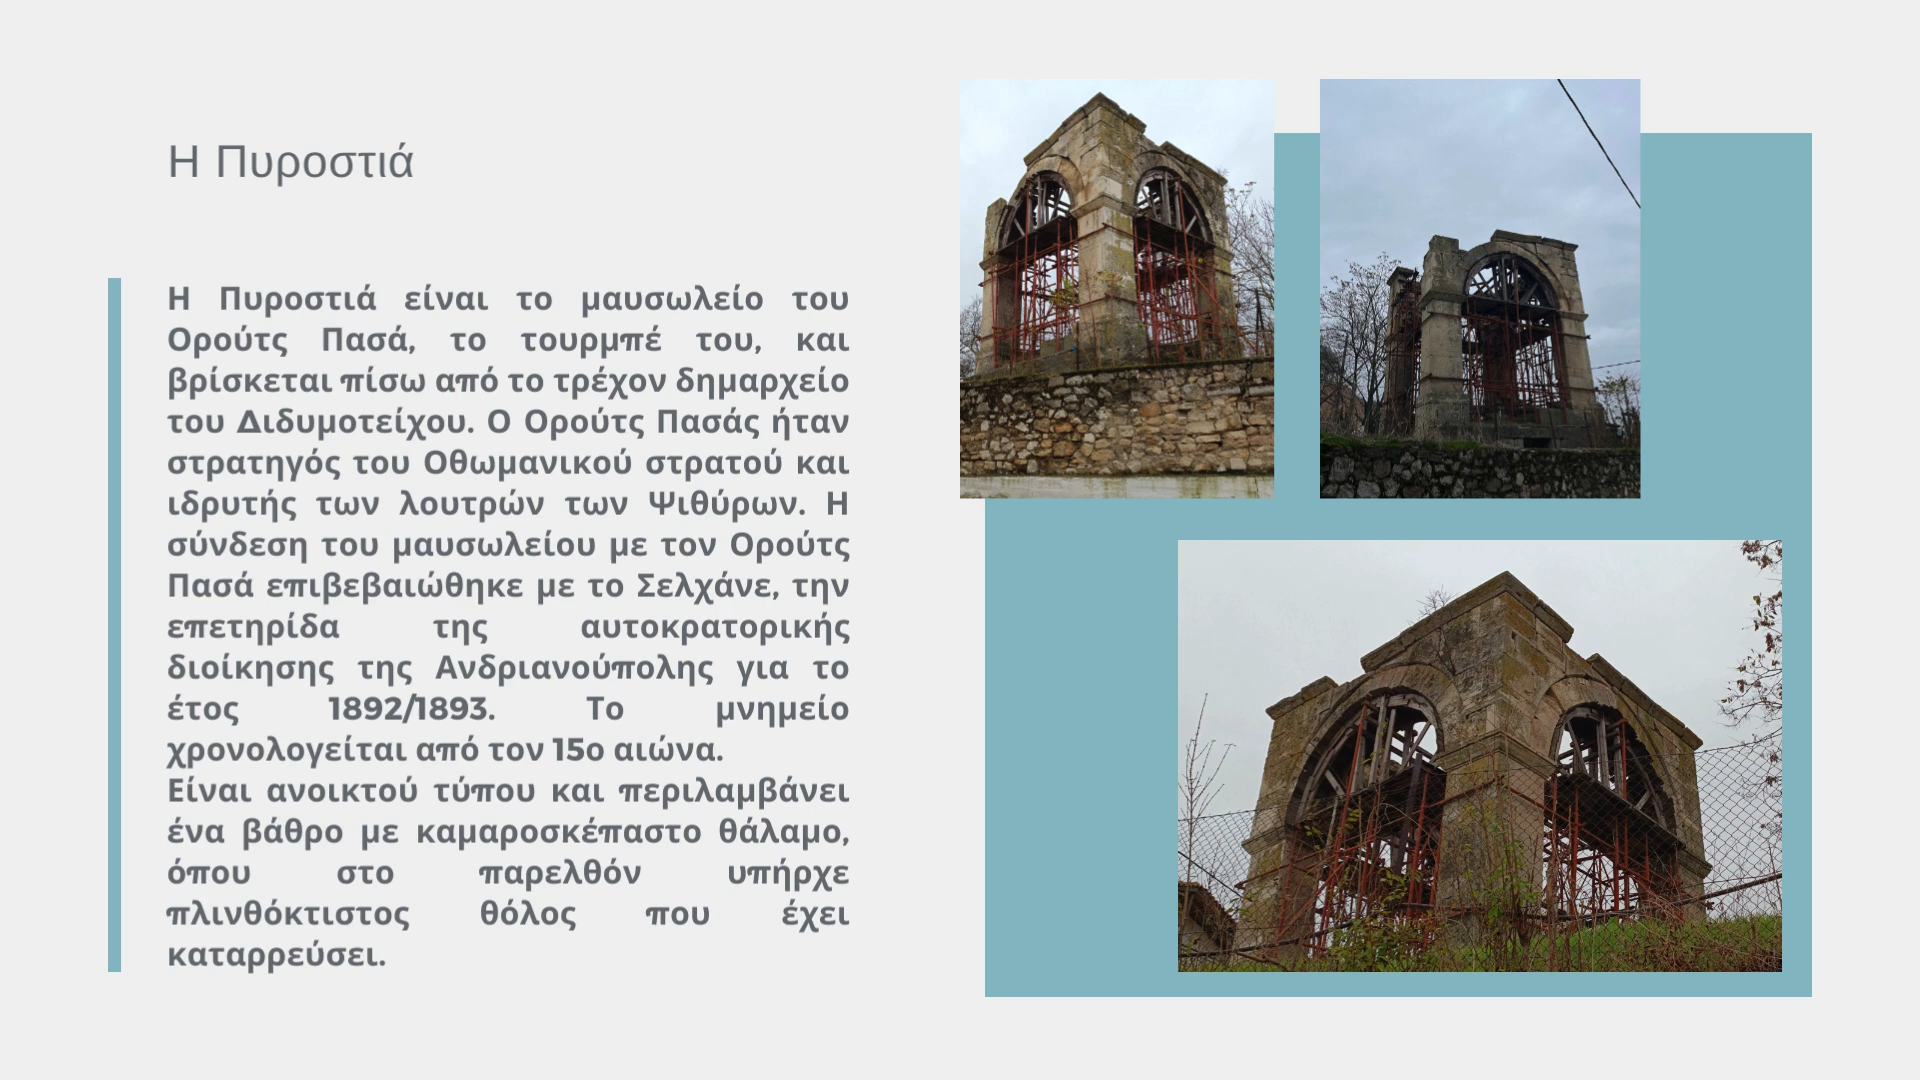 Η Πυροστιά
Η Πυροστιά είναι το μαυσωλείο του
Ορούτς Πασά, το τουρμπέ του, και
βρίσκεται πίσω από το τρέχον δημαρχείο
του Διδυμοτείχου. Ο Ορούτς Πασάς ήταν
στρατηγός του Οθωμανικού στρατού και
ιδρυτής των λουτρών των Ψιθύρων. Η
σύνδεση του μαυσωλείου με τον Ορούτς
Πασά επιβεβαιώθηκε με το Σελχάνε, την
επετηρίδα της αυτοκρατορικής
διοίκησης της Ανδριανούπολης για το
έτος 1892/1893. Το μνημείο
χρονολογείται από τον 15ο αιώνα.
Είναι ανοικτού τύπου και περιλαμβάνει
ένα βάθρο με καμαροσκέπαστο θάλαμο,
όπου στο παρελθόν υπήρχε
πλινθόκτιστος θόλος που έχει
καταρρεύσει.